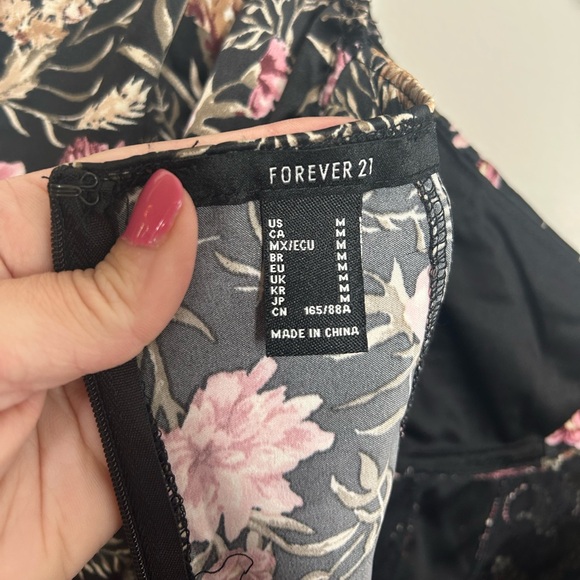 FOREVER 21
US M
CA M
MX/ECU M
BR M
EU M
UK M
KR M
JP M
CN 165/88A
MADE IN CHINA